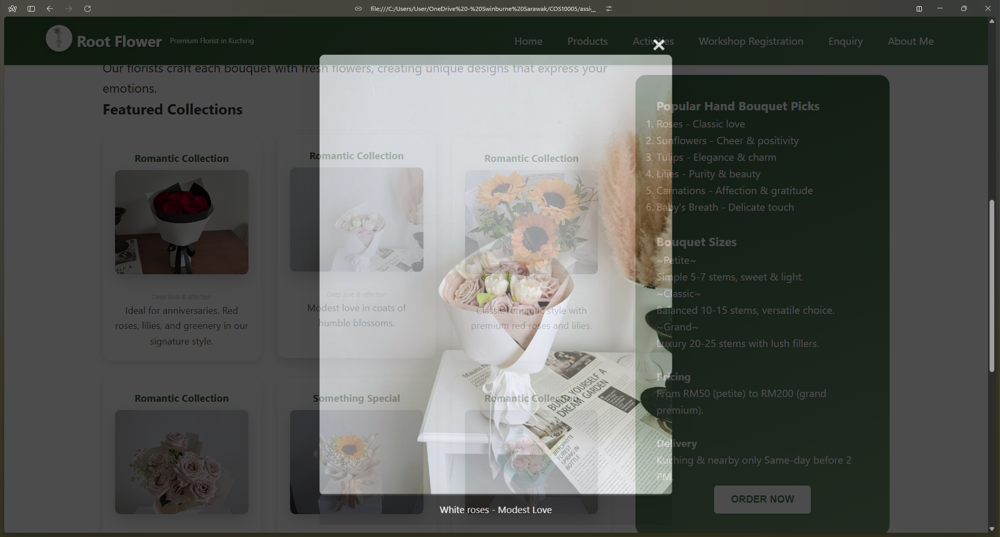 file:///C:/Users/User/OneDrive%20-%20Swinburne%20Sarawak/COS10005/assi...
Root Flower
Premium Florist in Kuching
Home
Products
Activities
Workshop Registration
Enquiry
About Me
Our florists craft each bouquet with fresh flowers, creating unique designs that express your
emotions.
Featured Collections
Romantic Collection
Deep love & affection
Ideal for anniversaries. Red
roses, lilies, and greenery in our
signature style.
Romantic Collection
Deep love & affection
Modest love in coats of
humble blossoms.
Romantic Collection
love & affection
Classic romantic style with
premium red roses and lilies.
Romantic Collection
Something Special
Romantic Collection
BUILD YOURSELF A
DREAM GARDEN
BRYOPHYTE
FOREST
SPRING IN
BOTTLE
White roses - Modest Love
Popular Hand Bouquet Picks
1. Roses - Classic love
2. Sunflowers - Cheer & positivity
3. Tulips - Elegance & charm
4. Lilies - Purity & beauty
5. Carnations - Affection & gratitude
6. Baby's Breath - Delicate touch
Bouquet Sizes
~Petite~
Simple 5-7 stems, sweet & light.
~Classic~
Balanced 10-15 stems, versatile choice.
~Grand~
Luxury 20-25 stems with lush fillers.
Pricing
From RM50 (petite) to RM200 (grand
premium).
Delivery
Kuching & nearby only Same-day before 2
PM.
ORDER NOW